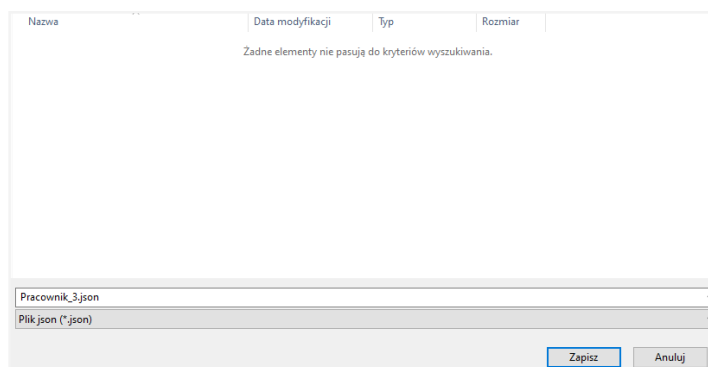 Nazwa Data modyfikacji Typ Rozmiar
Żadne elementy nie pasują do kryteriów wyszukiwania.
Pracownik_3.json
Plik json (*.json)
Zapisz Anuluj